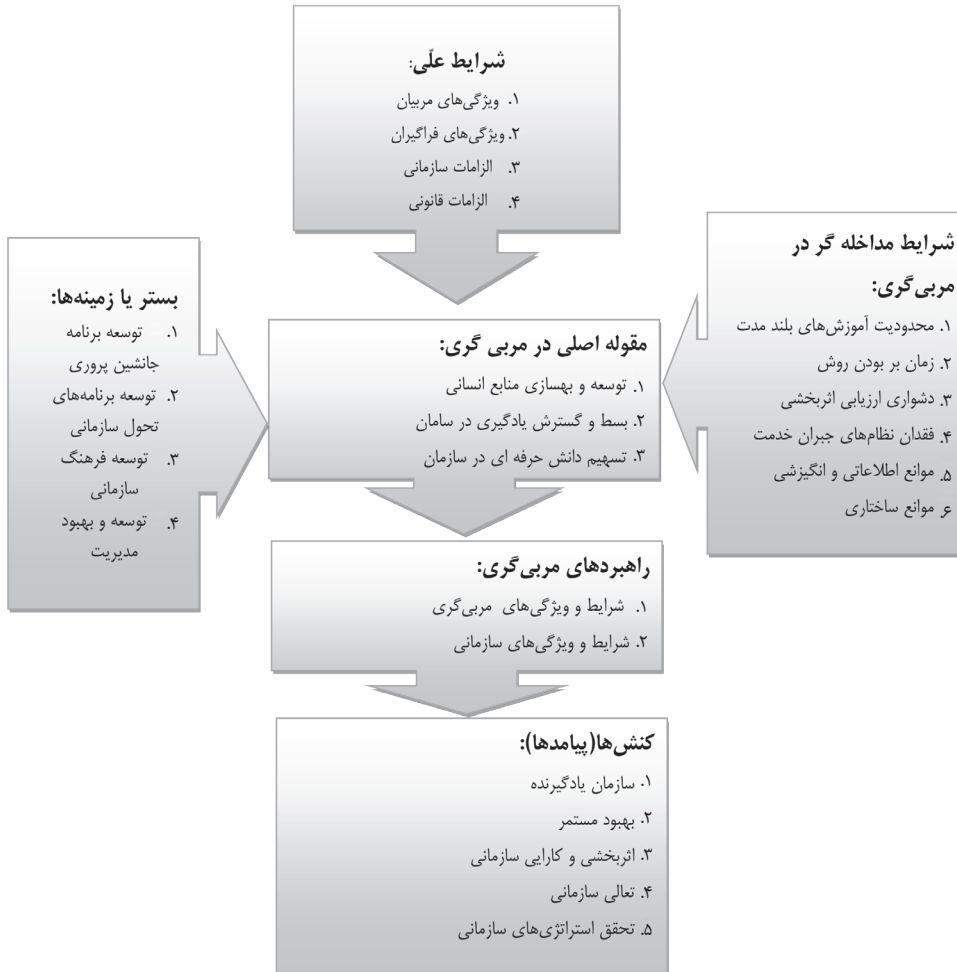 شرایط علّی:
۱. ویژگی‌های مربیان
۲. ویژگی‌های فراگیران
۳. الزامات سازمانی
۴. الزامات قانونی
شرایط مداخله گر در
مربی‌گری:
۱. محدودیت آموزش‌های بلند مدت
۲. زمان بر بودن روش
۳. دشواری ارزیابی اثربخشی
۴. فقدان نظام‌های جبران خدمت
۵. موانع اطلاعاتی و انگیزشی
۶. موانع ساختاری
بستر یا زمینه‌ها:
۱. توسعه برنامه
جانشین پروری
۲. توسعه برنامه‌های
تحول سازمانی
۳. توسعه فرهنگ
سازمانی
۴. توسعه و بهبود
مدیریت
مقوله اصلی در مربی گری:
۱. توسعه و بهسازی منابع انسانی
۲. بسط و گسترش یادگیری در سامان
۳. تسهیم دانش حرفه ای در سازمان
راهبردهای مربی‌گری:
۱. شرایط و ویژگی‌های مربی‌گری
۲. شرایط و ویژگی‌های سازمانی
کنش‌ها(پیامدها):
۱. سازمان یادگیرنده
۲. بهبود مستمر
۳. اثربخشی و کارایی سازمانی
۴. تعالی سازمانی
۵. تحقق استراتژی‌های سازمانی